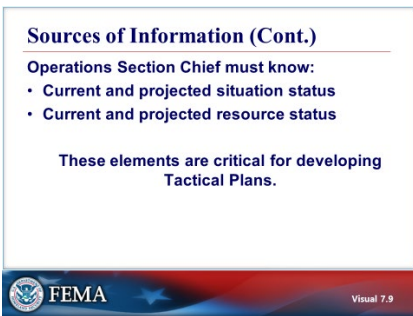 Sources of Information (Cont.)
Operations Section Chief must know:
• Current and projected situation status
• Current and projected resource status
These elements are critical for developing
Tactical Plans.
FEMA
Visual 7.9